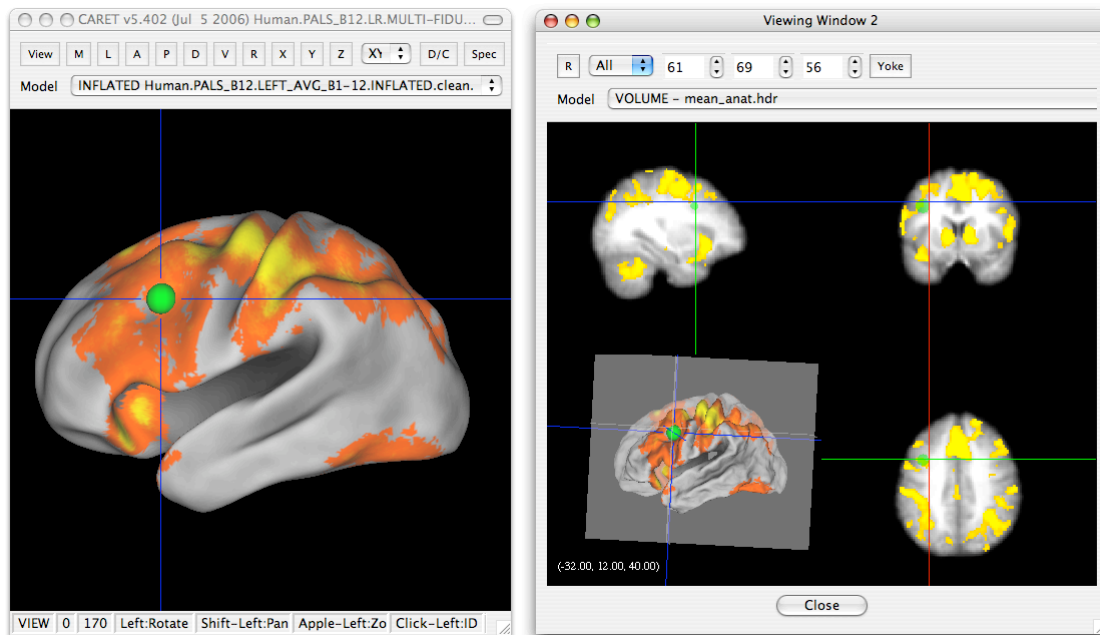 CARET v5.402 (Jul 5 2006) Human.PALS_B12.LR.MULTI-FIDU...
View M L A P D V R X Y Z XY D/C Spec
Model INFLATED Human.PALS_B12.LEFT_AVG_B1-12.INFLATED.clean.
VIEW 0 170 Left:Rotate Shift-Left:Pan Apple-Left:Zo Click-Left:ID
Viewing Window 2
R All 61 69 56 Yoke
Model VOLUME - mean_anat.hdr
(-32.00, 12.00, 40.00)
Close